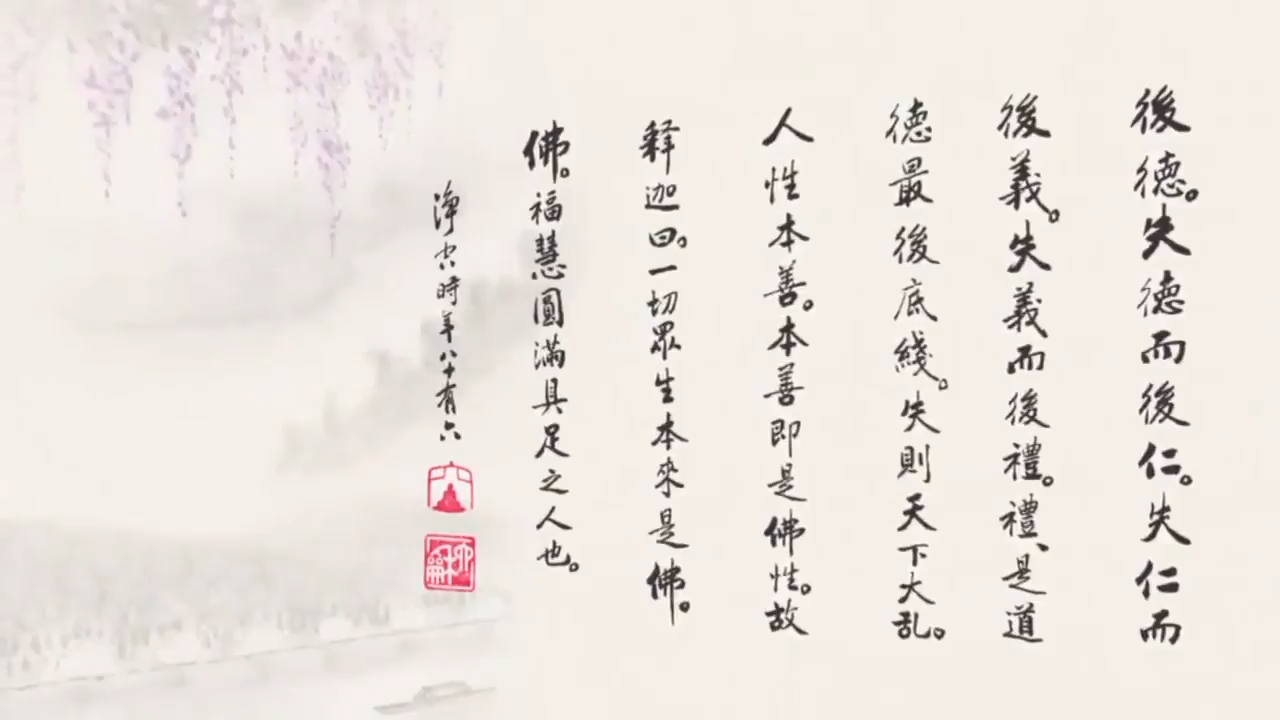 後德。失德而後仁。失仁而
後義。失義而後禮。禮、是道
德最後底綫。失則天下大乱。
人性本善。本善即是佛性。故
释迦曰。一切眾生本來是佛。
佛。福慧圓滿具足之人也。
淨空時年八十有六